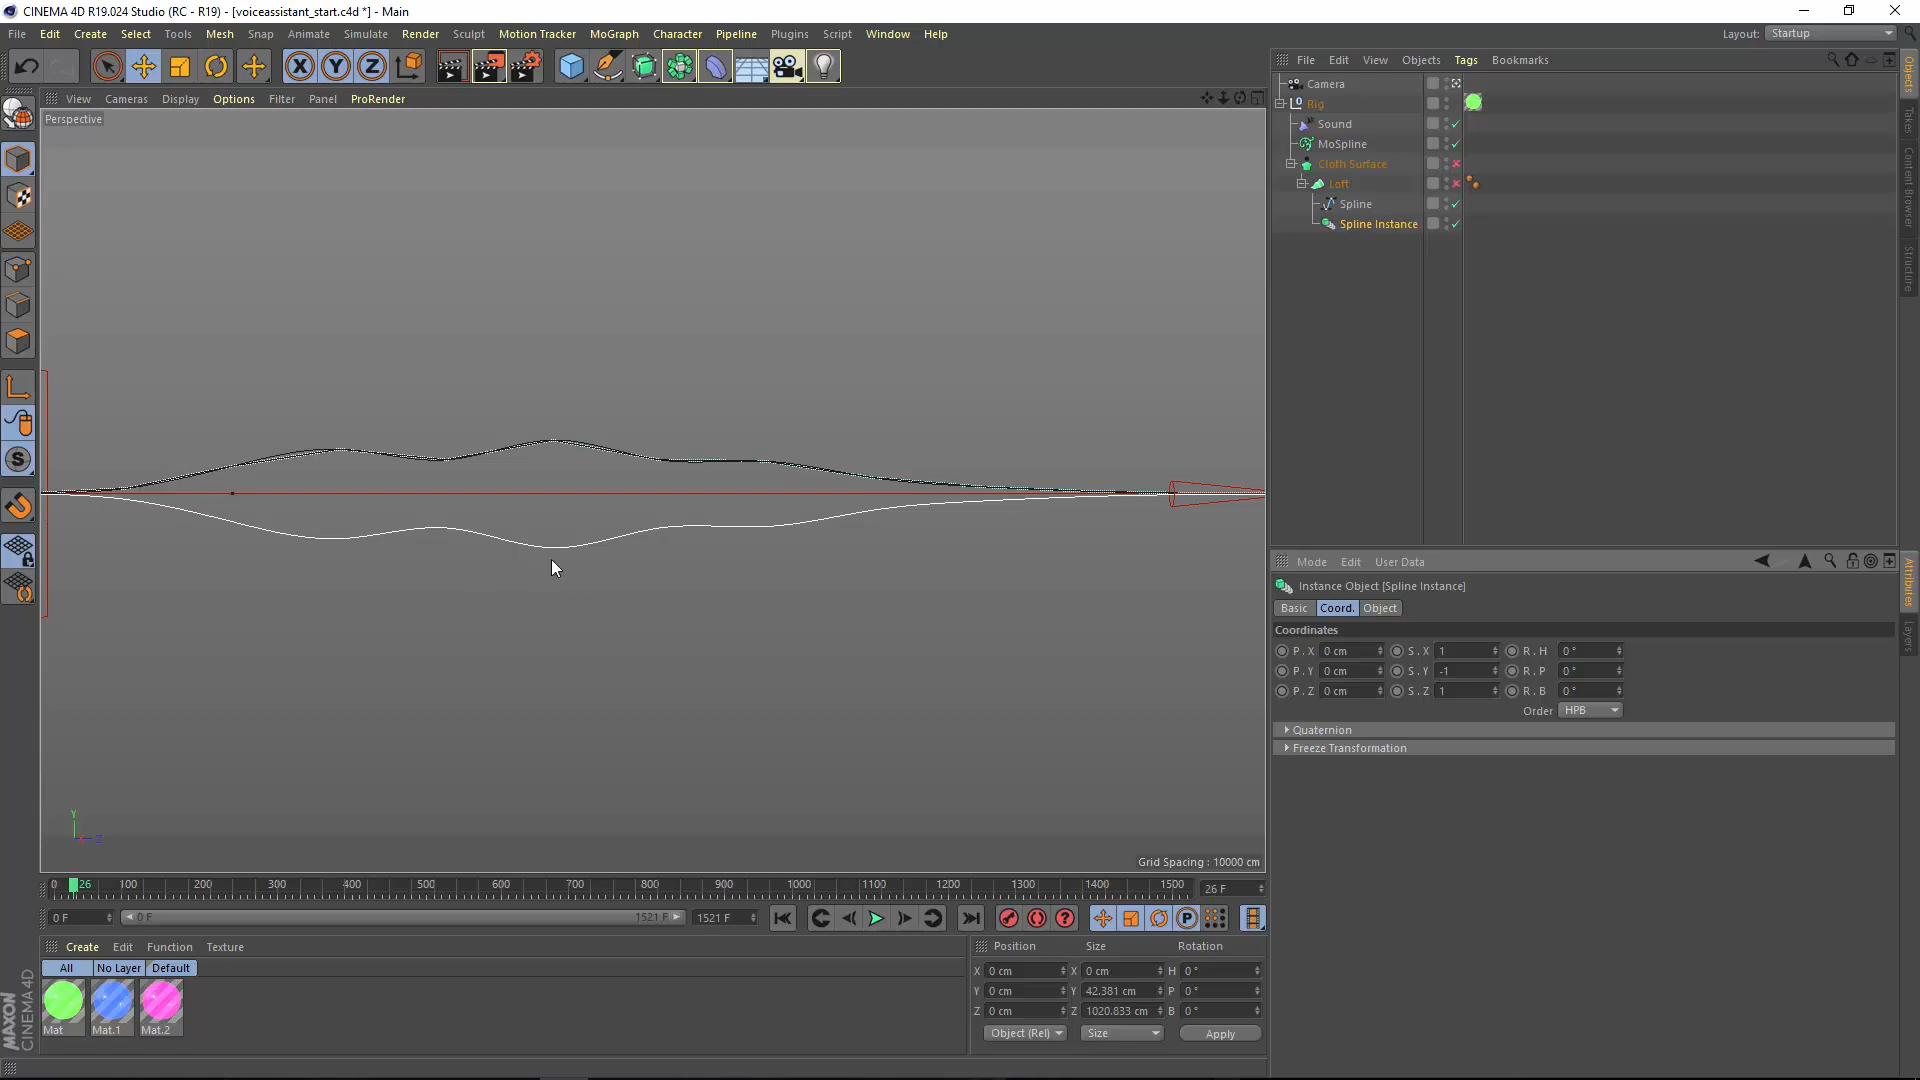 CINEMA 4D R19.024 Studio (RC - R19) - [voiceassistant_start.c4d *] - Main
File Edit Create Select Tools Mesh Snap Animate Simulate Render Sculpt Motion Tracker MoGraph Character Pipeline Plugins Script Window Help
Layout: Startup
View Cameras Display Options Filter Panel ProRender
Perspective
Grid Spacing : 10000 cm
File Edit View Objects Tags Bookmarks
Camera
Rig
Sound
MoSpline
Cloth Surface
Loft
Spline
Spline Instance
Objects
Takes
Content Browser
Structure
Mode Edit User Data
Instance Object [Spline Instance]
Basic Coord. Object
Coordinates
P . X 0 cm S . X 1 R . H 0 °
P . Y 0 cm S . Y -1 R . P 0 °
P . Z 0 cm S . Z 1 R . B 0 °
Order HPB
Quaternion
Freeze Transformation
Attributes
Layers
0 26 100 200 300 400 500 600 700 800 900 1000 1100 1200 1300 1400 1500 26 F
0 F 0 F 1521 F 1521 F
Create Edit Function Texture
All No Layer Default
Mat Mat.1 Mat.2
Position Size Rotation
X 0 cm X 0 cm H 0 °
Y 0 cm Y 42.381 cm P 0 °
Z 0 cm Z 1020.833 cm B 0 °
Object (Rel) Size Apply
MAXON
CINEMA 4D